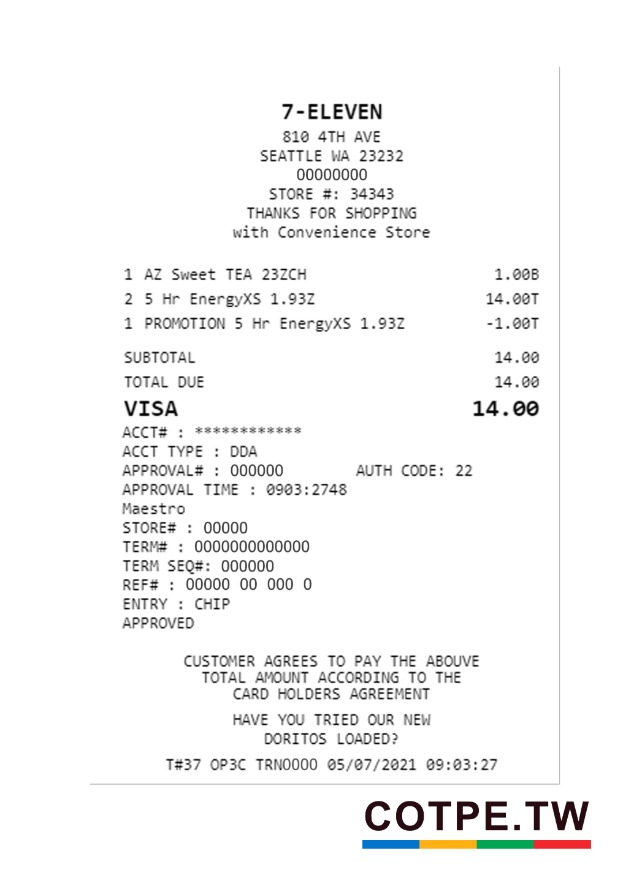 7-ELEVEN
810 4TH AVE
SEATTLE WA 23232
00000000
STORE #: 34343
THANKS FOR SHOPPING
with Convenience Store
1 AZ Sweet TEA 23ZCH 1.00B
2 5 Hr EnergyXS 1.93Z 14.00T
1 PROMOTION 5 Hr EnergyXS 1.93Z -1.00T
SUBTOTAL 14.00
TOTAL DUE 14.00
VISA 14.00
ACCT# : ************
ACCT TYPE : DDA
APPROVAL# : 000000 AUTH CODE: 22
APPROVAL TIME : 0903:2748
Maestro
STORE# : 00000
TERM# : 0000000000000
TERM SEQ#: 000000
REF# : 00000 00 000 0
ENTRY : CHIP
APPROVED
CUSTOMER AGREES TO PAY THE ABOUVE
TOTAL AMOUNT ACCORDING TO THE
CARD HOLDERS AGREEMENT
HAVE YOU TRIED OUR NEW
DORITOS LOADED?
T#37 OP3C TRN0000 05/07/2021 09:03:27
COTPE.TW